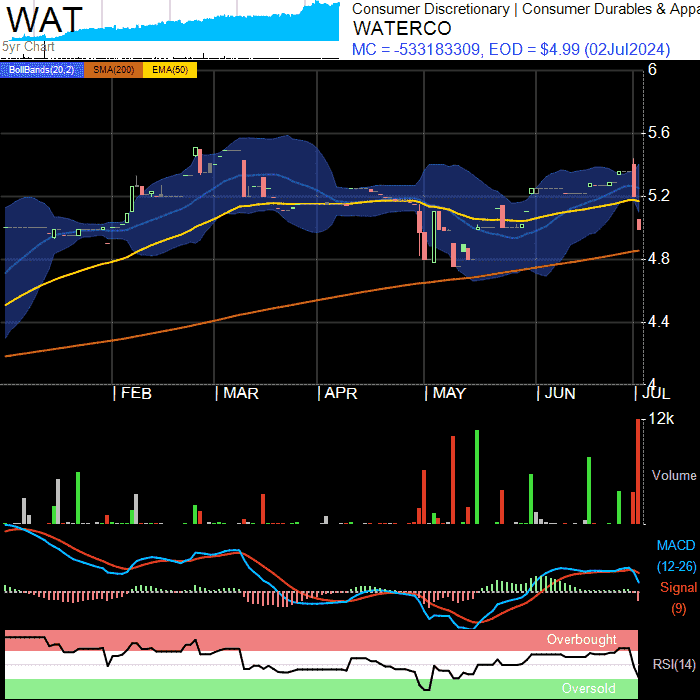 WAT
5yr Chart
Consumer Discretionary | Consumer Durables & Appa
WATERCO
MC = -533183309, EOD = $4.99 (02Jul2024)
BollBands(20,2) SMA(200) EMA(50)
6
5.6
5.2
4.8
4.4
4
| FEB | MAR | APR | MAY | JUN | JUL
12k
Volume
MACD
(12-26)
Signal
(9)
Overbought
RSI(14)
Oversold